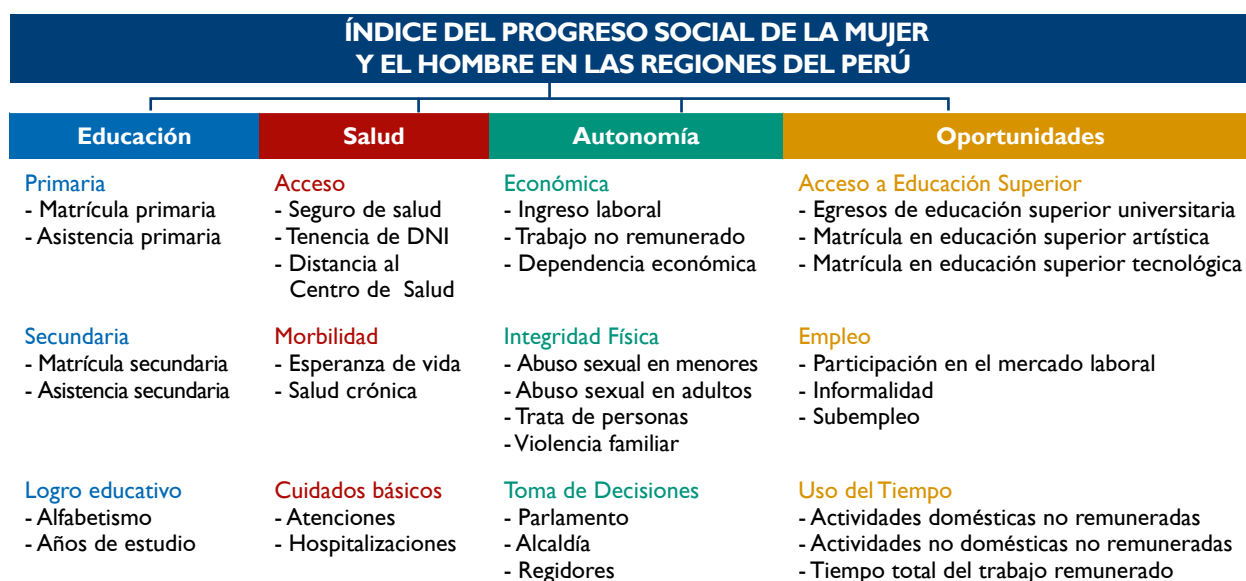 ÍNDICE DEL PROGRESO SOCIAL DE LA MUJER
Y EL HOMBRE EN LAS REGIONES DEL PERÚ
Educación
Primaria
- Matrícula primaria
- Asistencia primaria
Secundaria
- Matrícula secundaria
- Asistencia secundaria
Logro educativo
- Alfabetismo
- Años de estudio
Salud
Acceso
- Seguro de salud
- Tenencia de DNI
- Distancia al
Centro de Salud
Morbilidad
- Esperanza de vida
- Salud crónica
Cuidados básicos
- Atenciones
- Hospitalizaciones
Autonomía
Económica
- Ingreso laboral
- Trabajo no remunerado
- Dependencia económica
Integridad Física
- Abuso sexual en menores
- Abuso sexual en adultos
- Trata de personas
- Violencia familiar
Toma de Decisiones
- Parlamento
- Alcaldía
- Regidores
Oportunidades
Acceso a Educación Superior
- Egresos de educación superior universitaria
- Matrícula en educación superior artística
- Matrícula en educación superior tecnológica
Empleo
- Participación en el mercado laboral
- Informalidad
- Subempleo
Uso del Tiempo
- Actividades domésticas no remuneradas
- Actividades no domésticas no remuneradas
- Tiempo total del trabajo remunerado